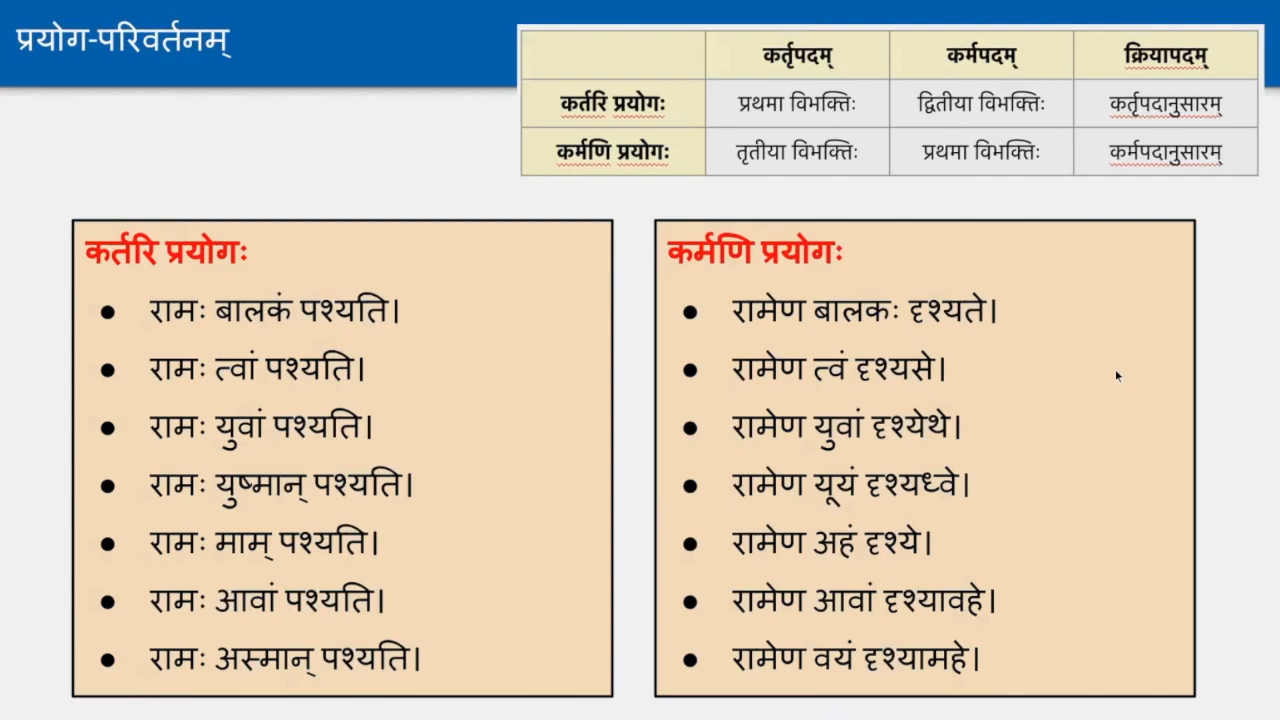 प्रयोग-परिवर्तनम्
कर्तृपदम् कर्मपदम् क्रियापदम्
कर्तरि प्रयोगः प्रथमा विभक्तिः द्वितीया विभक्तिः कर्तृपदानुसारम्
कर्मणि प्रयोगः तृतीया विभक्तिः प्रथमा विभक्तिः कर्मपदानुसारम्
कर्तरि प्रयोगः
● रामः बालकं पश्यति।
● रामः त्वां पश्यति।
● रामः युवां पश्यति।
● रामः युष्मान् पश्यति।
● रामः माम् पश्यति।
● रामः आवां पश्यति।
● रामः अस्मान् पश्यति।
कर्मणि प्रयोगः
● रामेण बालकः दृश्यते।
● रामेण त्वं दृश्यसे।
● रामेण युवां दृश्येथे।
● रामेण यूयं दृश्यध्वे।
● रामेण अहं दृश्ये।
● रामेण आवां दृश्यावहे।
● रामेण वयं दृश्यामहे।